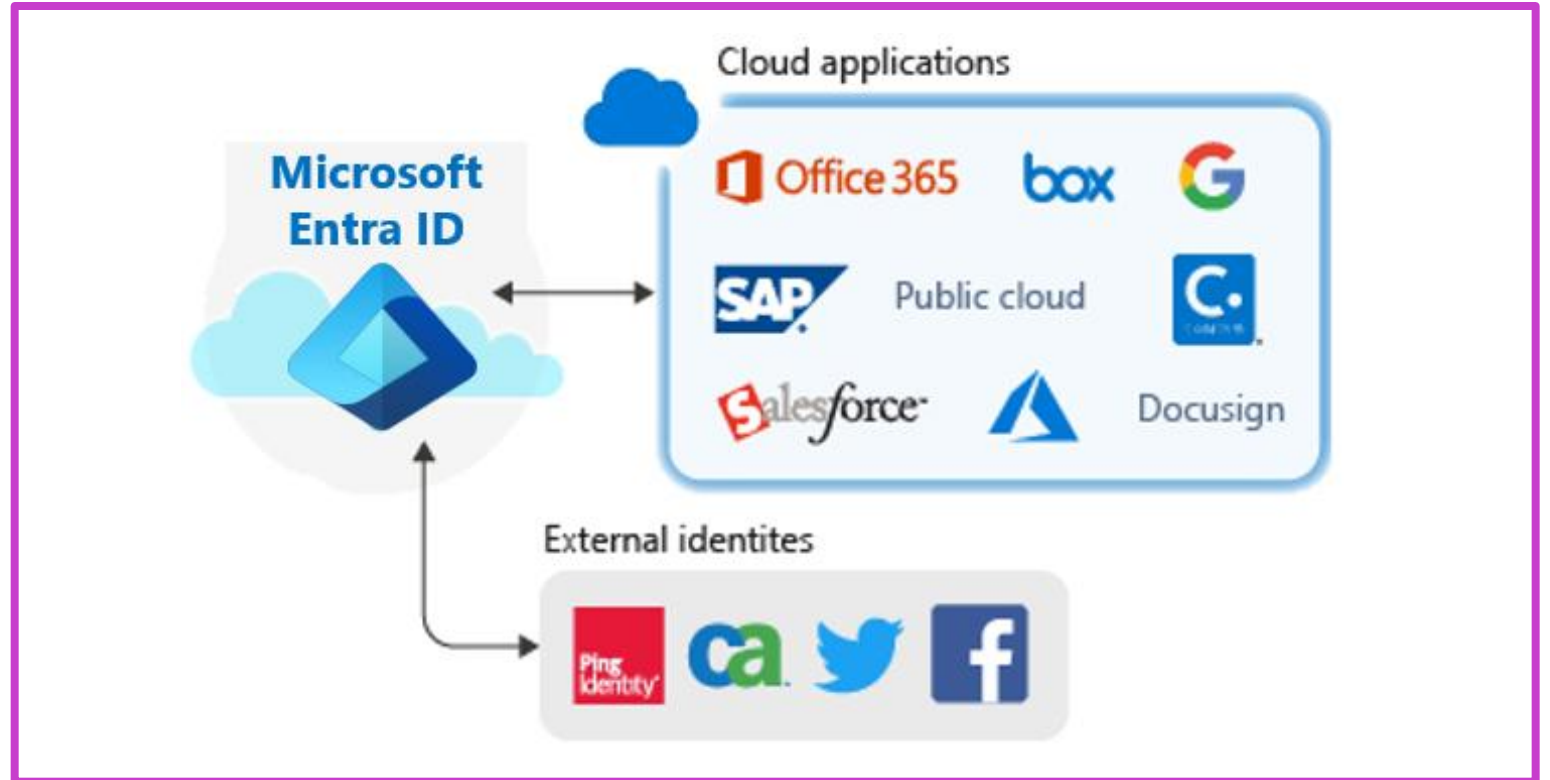 Cloud applications
Microsoft
Entra ID
Office 365
box
G
SAP
Public cloud
C.
salesforce
Docusign
External identites
Ping
Identity
ca
f